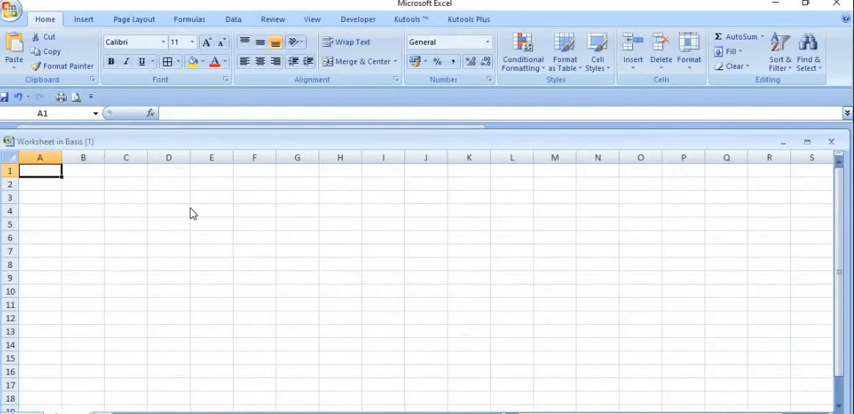 Microsoft Excel
Home Insert Page Layout Formulas Data Review View Developer Kutools ™ Kutools Plus
Paste Cut Copy Format Painter Clipboard
Calibri 11 A A B I U A Font
Wrap Text Merge & Center Alignment
General % , Number
Conditional Formatting Format as Table Cell Styles Styles
Insert Delete Format Cells
Σ AutoSum Fill Clear Sort & Filter Find & Select Editing
A1 fx
Worksheet in Basis (1)
A B C D E F G H I J K L M N O P Q R S
1
2
3
4
5
6
7
8
9
10
11
12
13
14
15
16
17
18
19